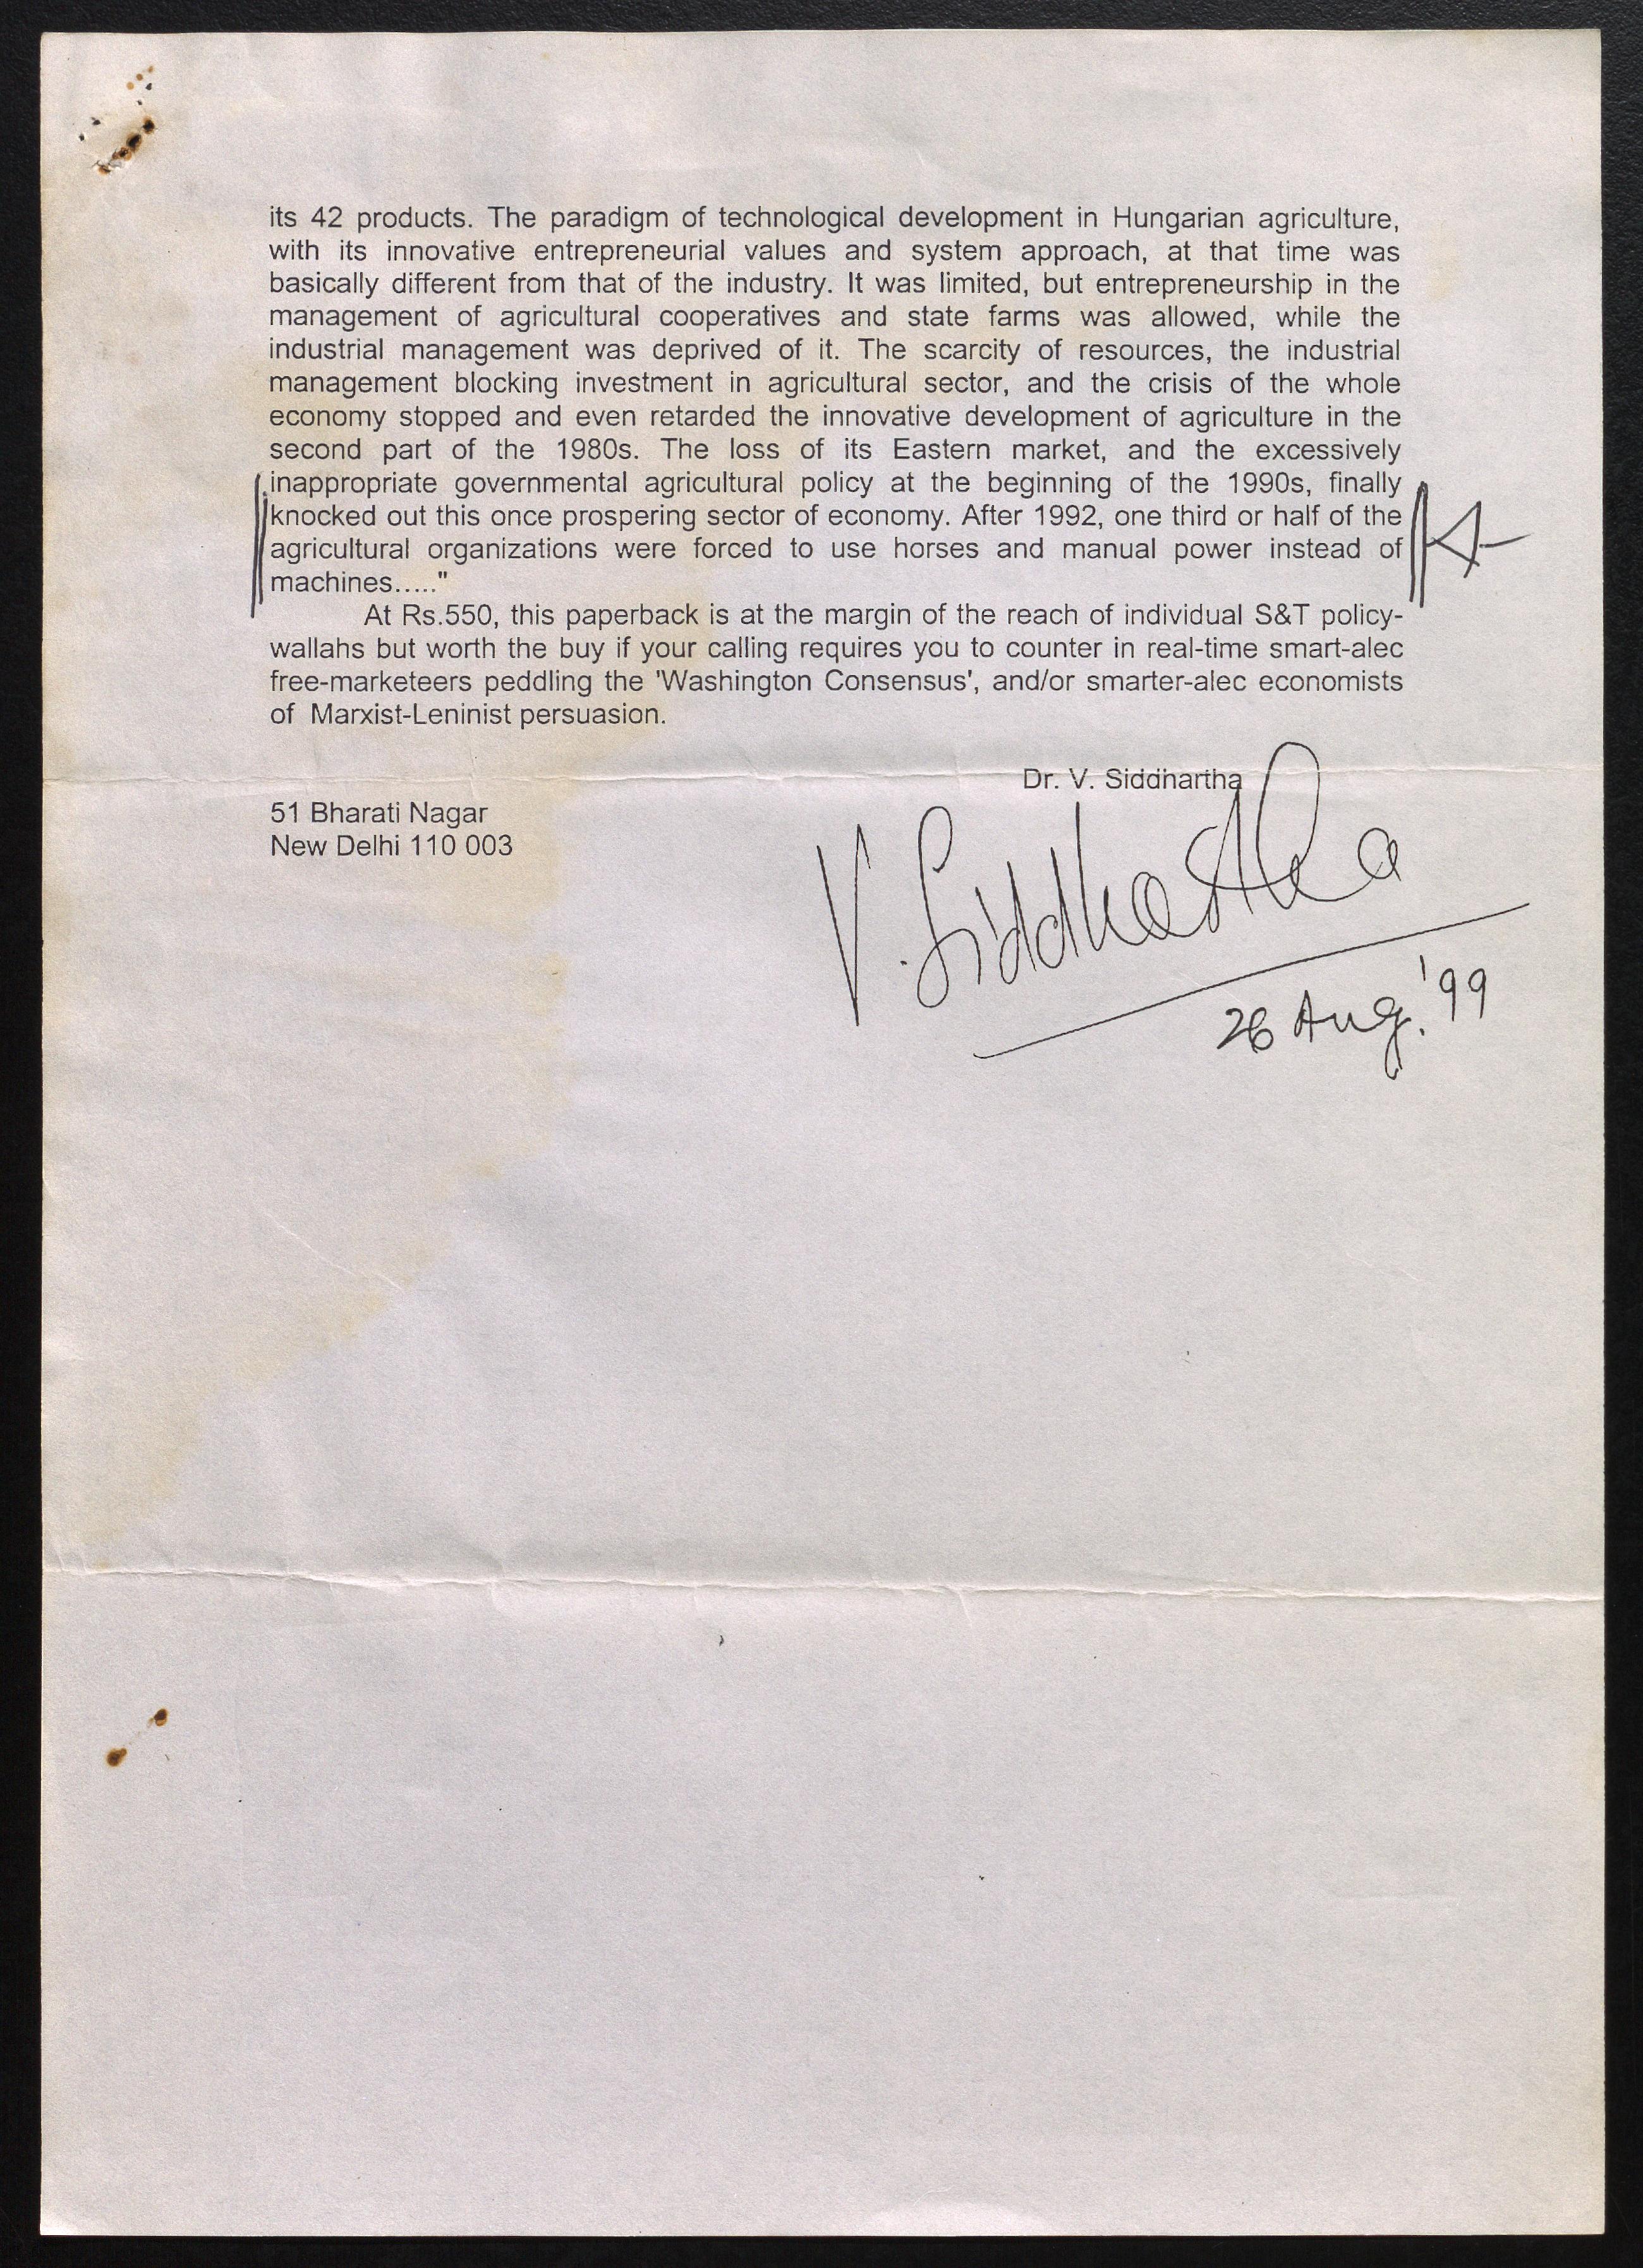 its 42 products. The paradigm of technological development in Hungarian agriculture,
with its innovative entrepreneurial values and system approach, at that time was
basically different from that of the industry. It was limited, but entrepreneurship in the
management of agricultural cooperatives and state farms was allowed, while the
industrial management was deprived of it. The scarcity of resources, the industrial
management blocking investment in agricultural sector, and the crisis of the whole
economy stopped and even retarded the innovative development of agriculture in the
second part of the 1980s. The loss of its Eastern market, and the excessively
inappropriate governmental agricultural policy at the beginning of the 1990s, finally
knocked out this once prospering sector of economy. After 1992, one third or half of the
agricultural organizations were forced to use horses and manual power instead of
machines....."
At Rs.550, this paperback is at the margin of the reach of individual S&T policy-
wallahs but worth the buy if your calling requires you to counter in real-time smart-alec
free-marketeers peddling the 'Washington Consensus', and/or smarter-alec economists
of Marxist-Leninist persuasion.
Dr. V. Siddhartha
51 Bharati Nagar
New Delhi 110 003
V. Siddhartha
26 Aug. '99